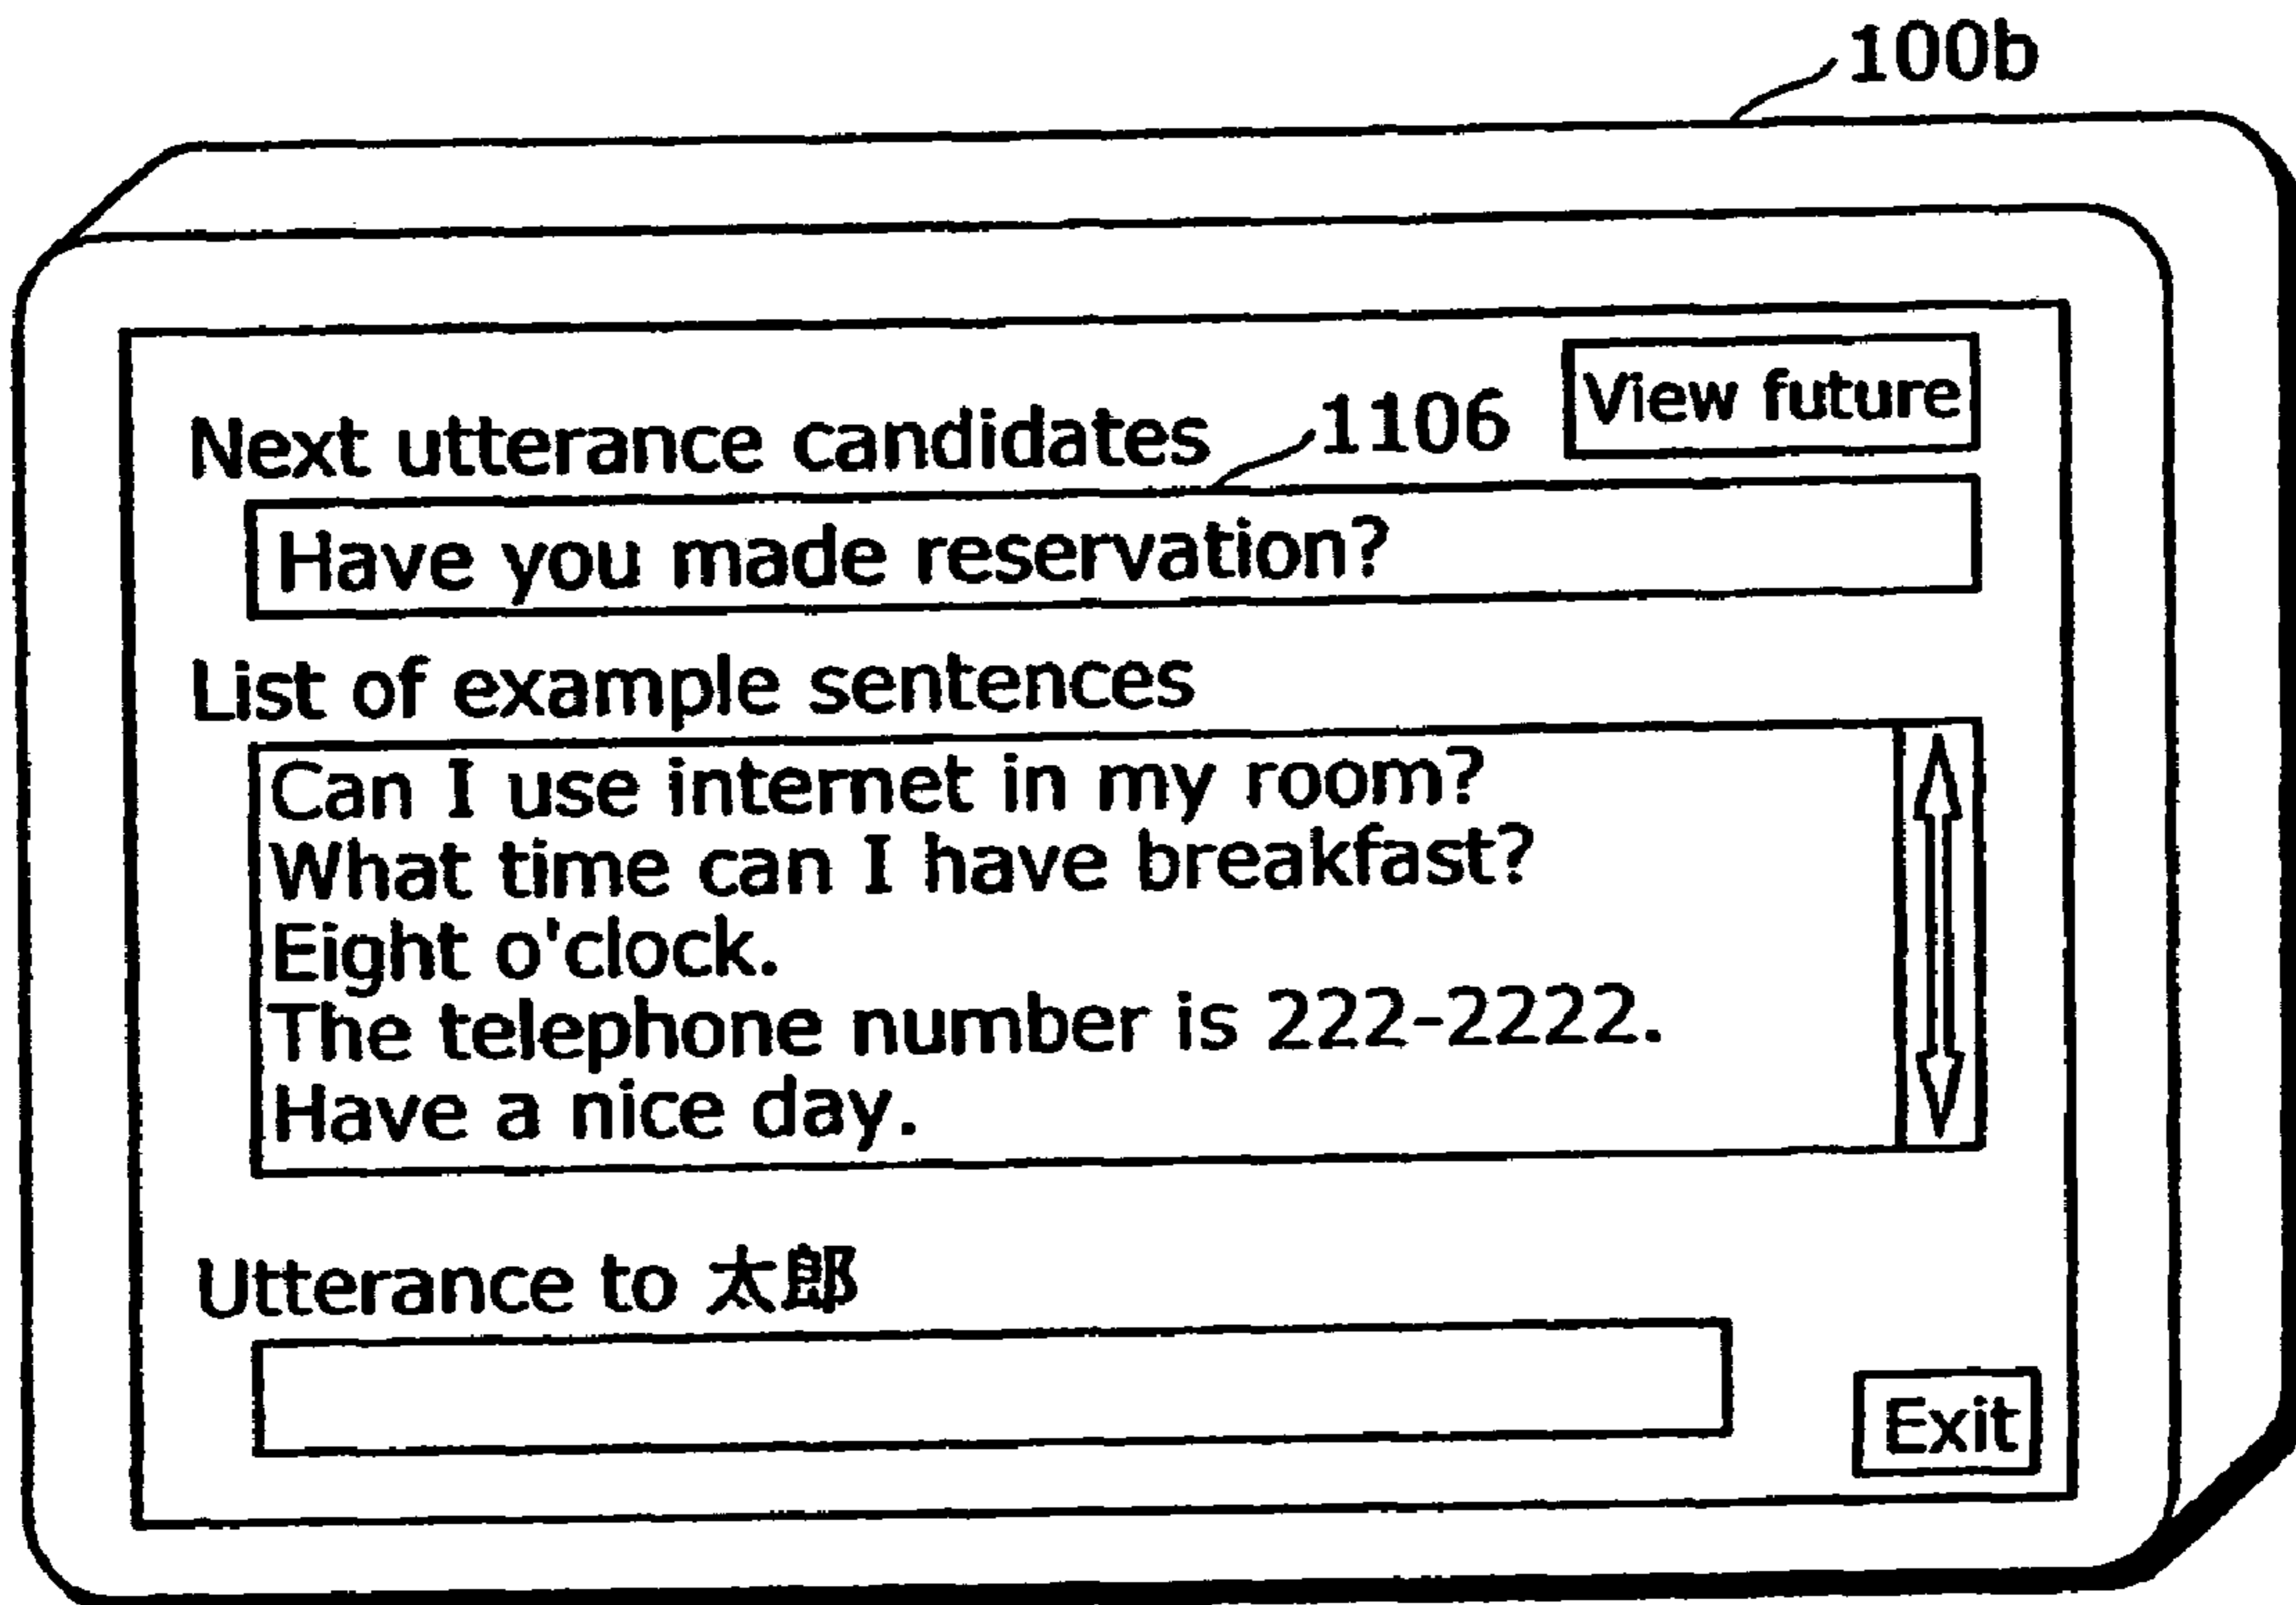 100b
View future
Next utterance candidates 1106
Have you made reservation?
List of example sentences
Can I use internet in my room?
What time can I have breakfast?
Eight o'clock.
The telephone number is 222-2222.
Have a nice day.
Utterance to 太郎
Exit